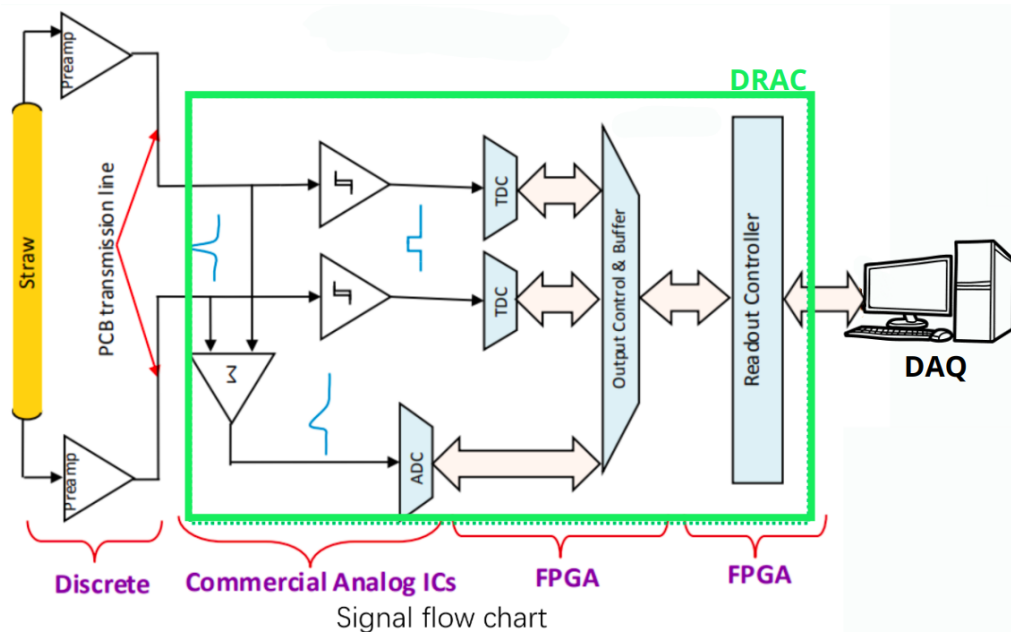 Preamp
DRAC
PCB transmission line
Straw
TDC
TDC
Output Control & Buffer
Readout Controller
Σ
DAQ
ADC
Preamp
Discrete
Commercial Analog ICs
FPGA
FPGA
Signal flow chart